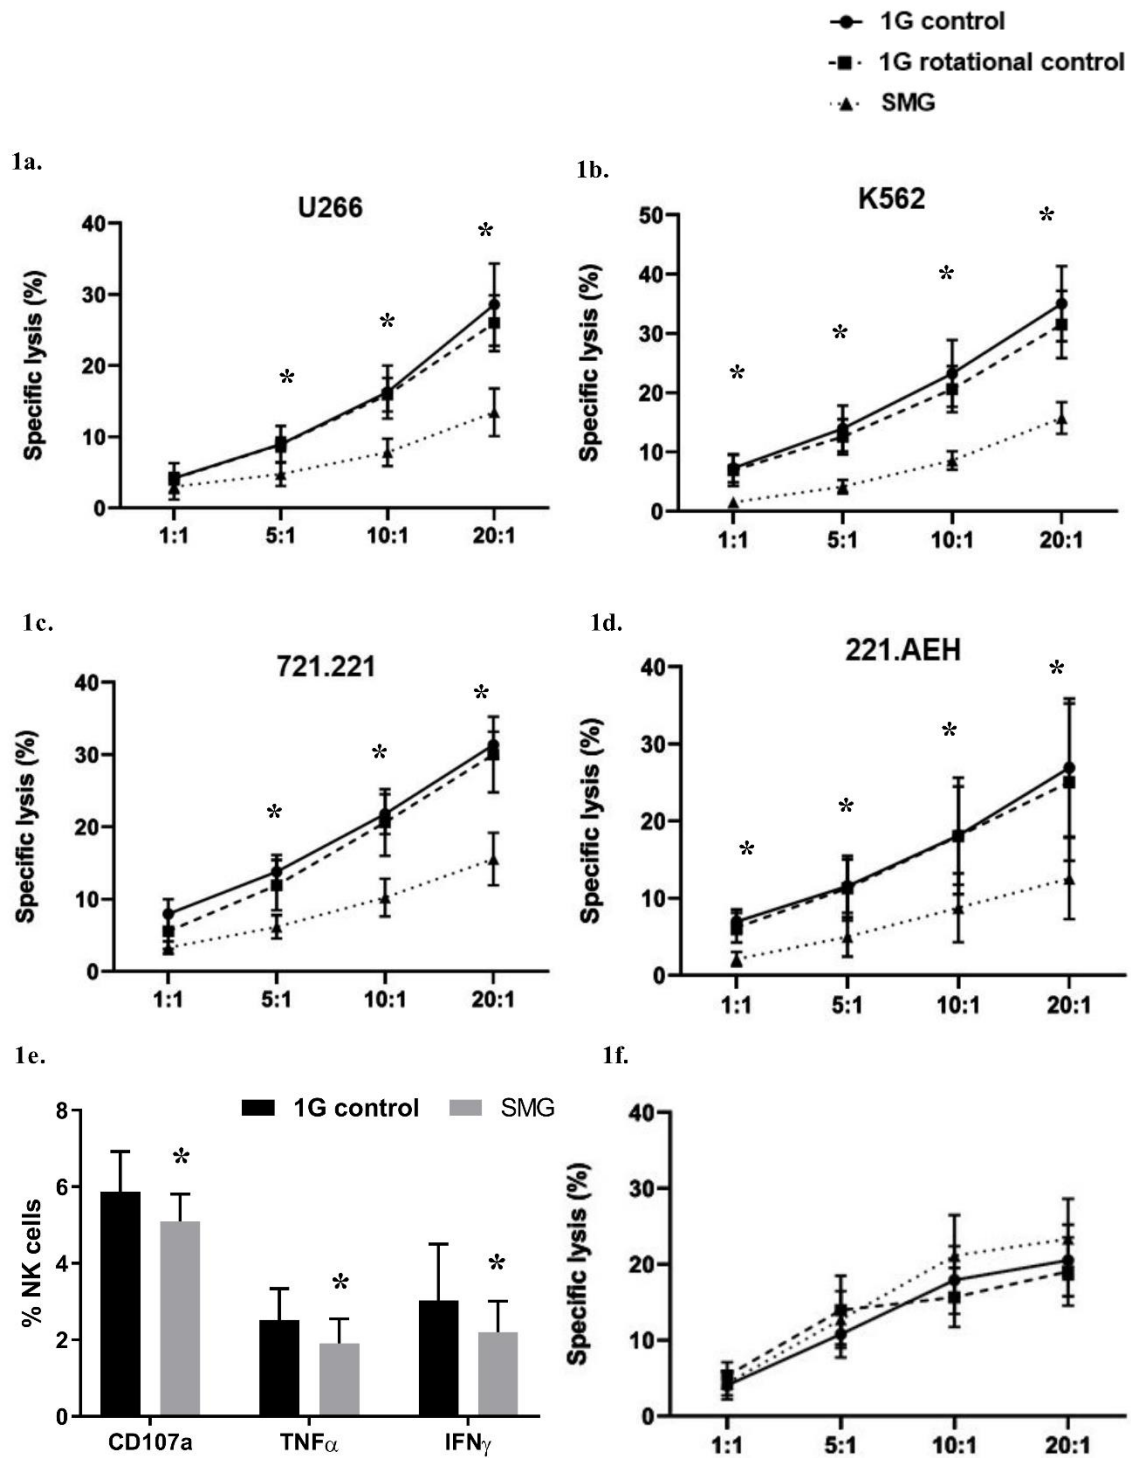 1G control
1G rotational control
SMG
1a.
U266
*
*
*
Specific lysis (%)
40
30
20
10
0
1:1 5:1 10:1 20:1
1b.
K562
*
*
*
*
Specific lysis (%)
50
40
30
20
10
0
1:1 5:1 10:1 20:1
1c.
721.221
*
*
*
Specific lysis (%)
40
30
20
10
0
1:1 5:1 10:1 20:1
1d.
221.AEH
*
*
*
*
Specific lysis (%)
40
30
20
10
0
1:1 5:1 10:1 20:1
1e.
1G control SMG
*
*
*
% NK cells
8
6
4
2
0
CD107a TNFα IFNγ
1f.
Specific lysis (%)
40
30
20
10
0
1:1 5:1 10:1 20:1